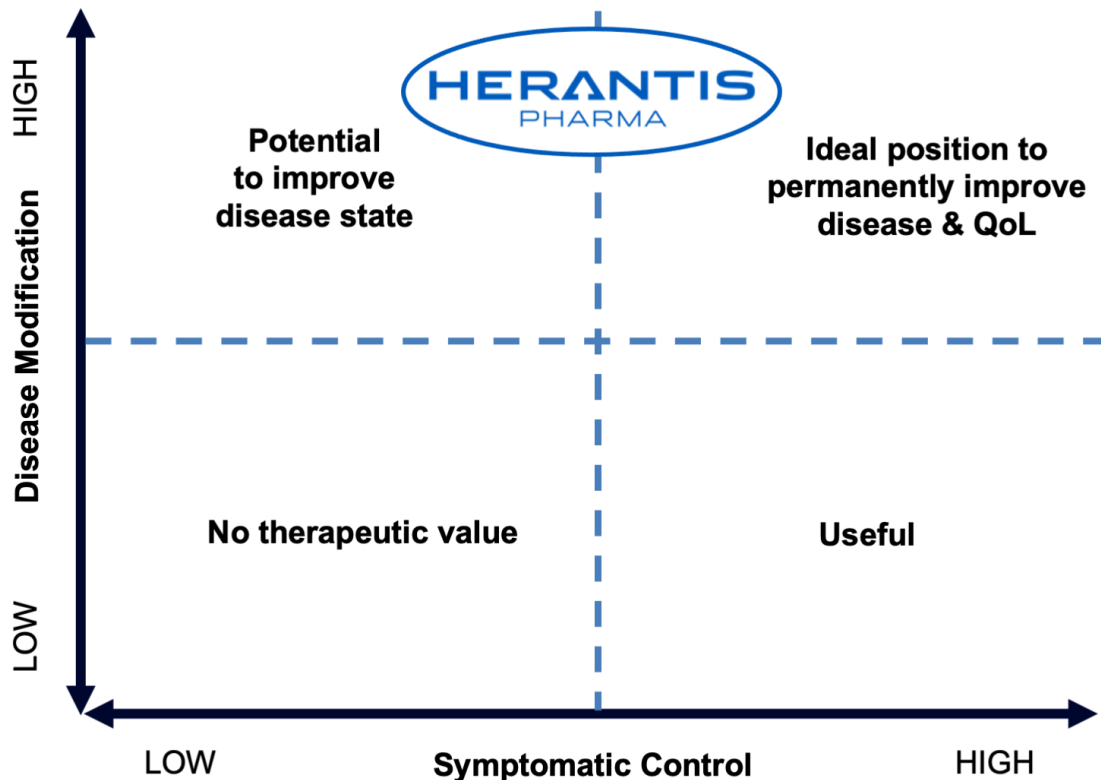 HIGH
HERANTIS
PHARMA
Potential
to improve
disease state
Ideal position to
permanently improve
disease & QoL
Disease Modification
No therapeutic value
Useful
LOW
LOW
Symptomatic Control
HIGH